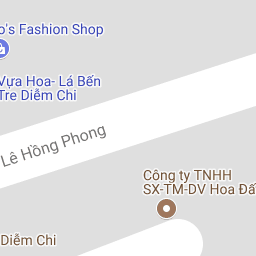 o's Fashion Shop
Vựa Hoa- Lá Bến
Tre Diễm Chi
Lê Hồng Phong
Công ty TNHH
SX-TM-DV Hoa Đấ
Diễm Chi